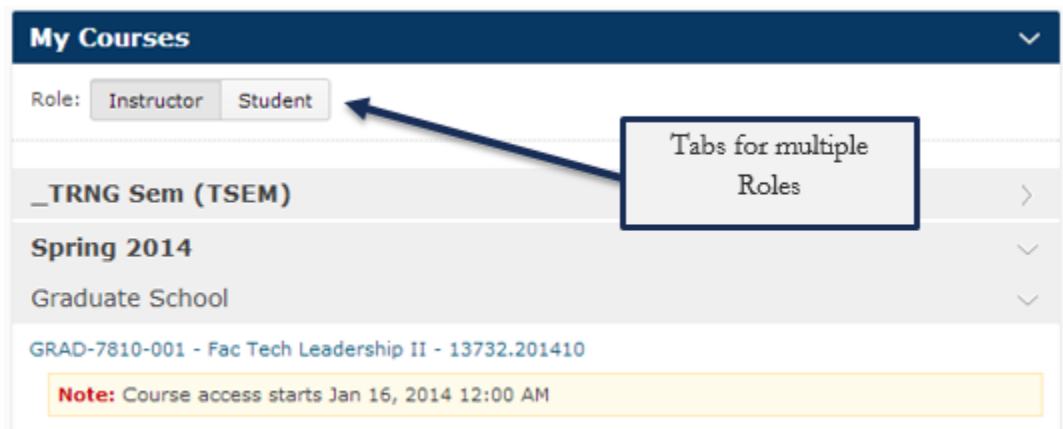 My Courses
Role: Instructor Student
Tabs for multiple
Roles
_TRNG Sem (TSEM)
Spring 2014
Graduate School
GRAD-7810-001 - Fac Tech Leadership II - 13732.201410
Note: Course access starts Jan 16, 2014 12:00 AM